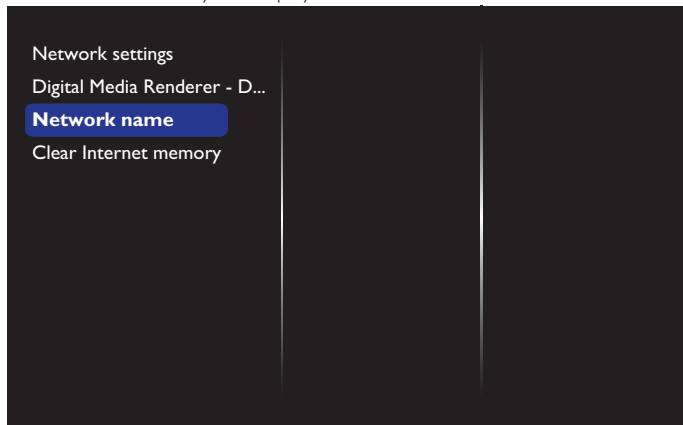 Network settings
Digital Media Renderer - D...
Network name
Clear Internet memory